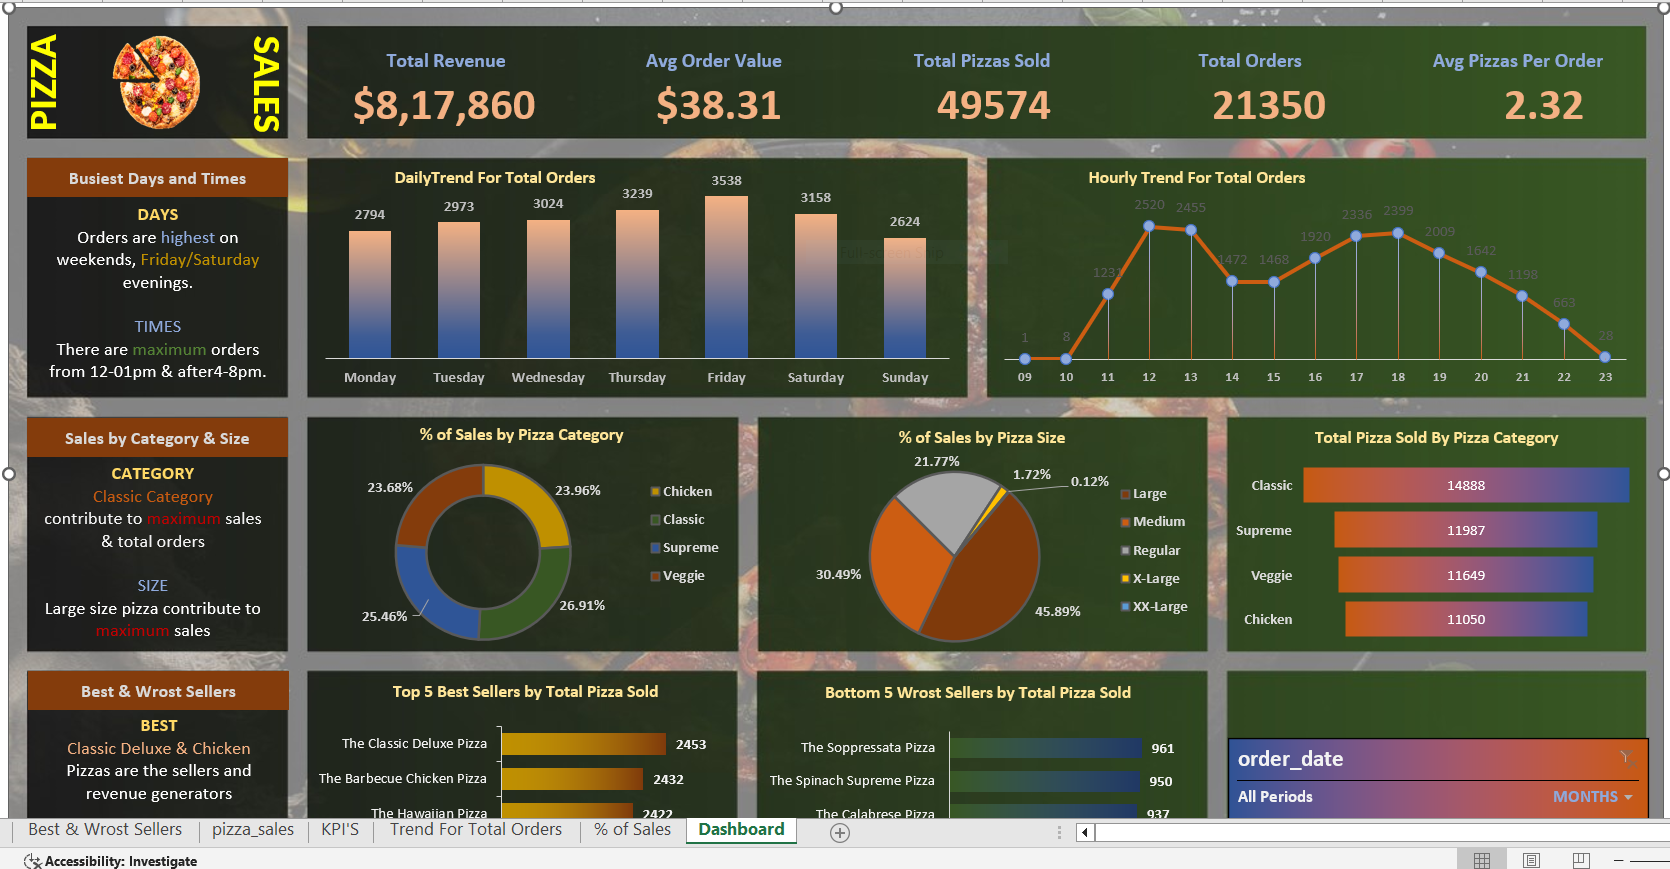 PIZZA
SALES
Total Revenue
$8,17,860
Avg Order Value
$38.31
Total Pizzas Sold
49574
Total Orders
21350
Avg Pizzas Per Order
2.32
Busiest Days and Times
DAYS
Orders are highest on
weekends, Friday/Saturday
evenings.
TIMES
There are maximum orders
from 12-01pm & after4-8pm.
DailyTrend For Total Orders
2794
2973
3024
3239
3538
3158
2624
Monday
Tuesday
Wednesday
Thursday
Friday
Saturday
Sunday
Hourly Trend For Total Orders
1
8
1231
2520
2455
1472
1468
1920
2336
2399
2009
1642
1198
663
28
09
10
11
12
13
14
15
16
17
18
19
20
21
22
23
Sales by Category & Size
CATEGORY
Classic Category
contribute to maximum sales
& total orders
SIZE
Large size pizza contribute to
maximum sales
% of Sales by Pizza Category
23.68%
23.96%
25.46%
26.91%
Chicken
Classic
Supreme
Veggie
% of Sales by Pizza Size
21.77%
1.72%
0.12%
30.49%
45.89%
Large
Medium
Regular
X-Large
XX-Large
Total Pizza Sold By Pizza Category
Classic
14888
Supreme
11987
Veggie
11649
Chicken
11050
Best & Wrost Sellers
BEST
Classic Deluxe & Chicken
Pizzas are the sellers and
revenue generators
Top 5 Best Sellers by Total Pizza Sold
The Classic Deluxe Pizza
2453
The Barbecue Chicken Pizza
2432
The Hawaiian Pizza
2422
Bottom 5 Wrost Sellers by Total Pizza Sold
The Soppressata Pizza
961
The Spinach Supreme Pizza
950
The Calabrese Pizza
937
order_date
All Periods
MONTHS
Best & Wrost Sellers
pizza_sales
KPI'S
Trend For Total Orders
% of Sales
Dashboard
Accessibility: Investigate